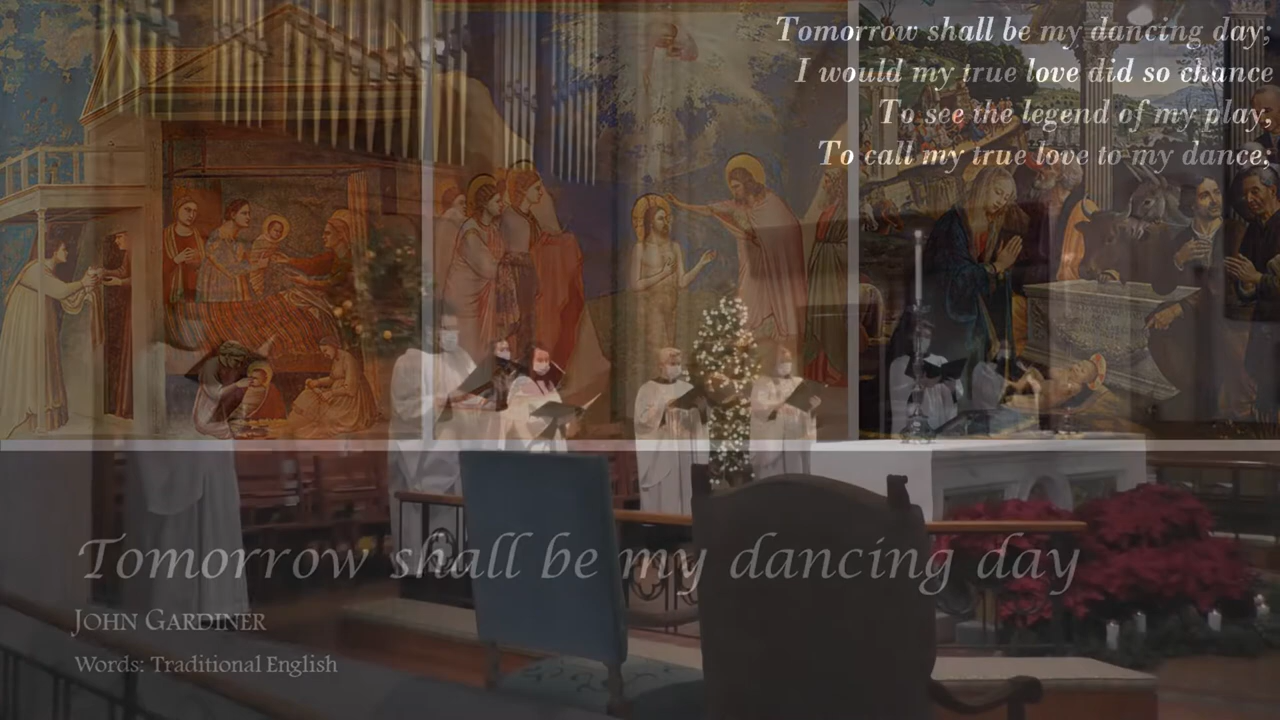 Tomorrow shall be my dancing day;
I would my true love did so chance
To see the legend of my play,
To call my true love to my dance:
Tomorrow shall be my dancing day
JOHN GARDINER
Words: Traditional English